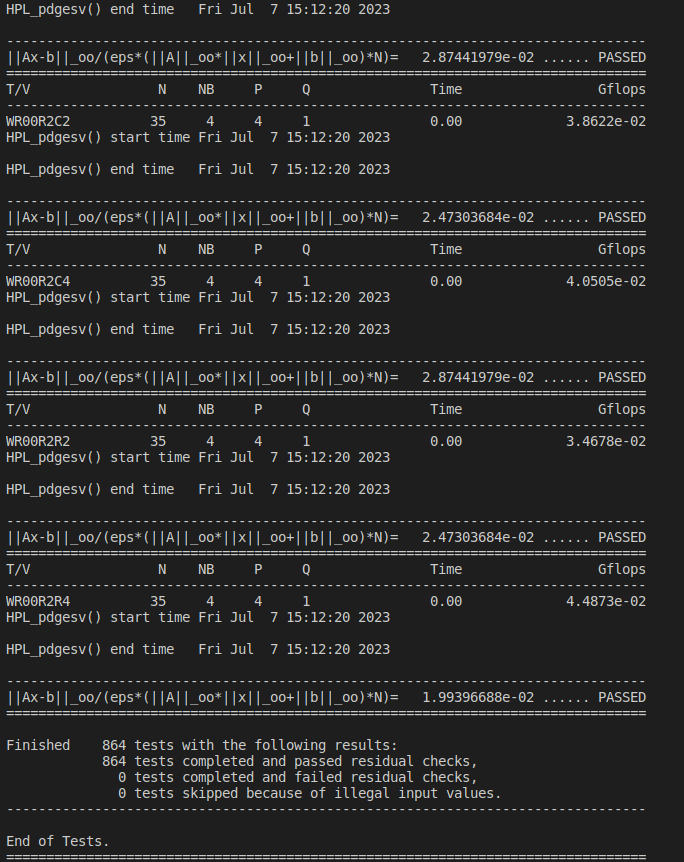 HPL_pdgesv() end time   Fri Jul  7 15:12:20 2023
--------------------------------------------------------------------------------
||Ax-b||_oo/(eps*(||A||_oo*||x||_oo+||b||_oo)*N)=   2.87441979e-02 ...... PASSED
================================================================================
T/V                N    NB     P     Q               Time                 Gflops
--------------------------------------------------------------------------------
WR00R2C2          35     4     4     1               0.00             3.8622e-02
HPL_pdgesv() start time Fri Jul  7 15:12:20 2023
HPL_pdgesv() end time   Fri Jul  7 15:12:20 2023
--------------------------------------------------------------------------------
||Ax-b||_oo/(eps*(||A||_oo*||x||_oo+||b||_oo)*N)=   2.47303684e-02 ...... PASSED
================================================================================
T/V                N    NB     P     Q               Time                 Gflops
--------------------------------------------------------------------------------
WR00R2C4          35     4     4     1               0.00             4.0505e-02
HPL_pdgesv() start time Fri Jul  7 15:12:20 2023
HPL_pdgesv() end time   Fri Jul  7 15:12:20 2023
--------------------------------------------------------------------------------
||Ax-b||_oo/(eps*(||A||_oo*||x||_oo+||b||_oo)*N)=   2.87441979e-02 ...... PASSED
================================================================================
T/V                N    NB     P     Q               Time                 Gflops
--------------------------------------------------------------------------------
WR00R2R2          35     4     4     1               0.00             3.4678e-02
HPL_pdgesv() start time Fri Jul  7 15:12:20 2023
HPL_pdgesv() end time   Fri Jul  7 15:12:20 2023
--------------------------------------------------------------------------------
||Ax-b||_oo/(eps*(||A||_oo*||x||_oo+||b||_oo)*N)=   2.47303684e-02 ...... PASSED
================================================================================
T/V                N    NB     P     Q               Time                 Gflops
--------------------------------------------------------------------------------
WR00R2R4          35     4     4     1               0.00             4.4873e-02
HPL_pdgesv() start time Fri Jul  7 15:12:20 2023
HPL_pdgesv() end time   Fri Jul  7 15:12:20 2023
--------------------------------------------------------------------------------
||Ax-b||_oo/(eps*(||A||_oo*||x||_oo+||b||_oo)*N)=   1.99396688e-02 ...... PASSED
================================================================================
Finished    864 tests with the following results:
            864 tests completed and passed residual checks,
              0 tests completed and failed residual checks,
              0 tests skipped because of illegal input values.
--------------------------------------------------------------------------------
End of Tests.
================================================================================